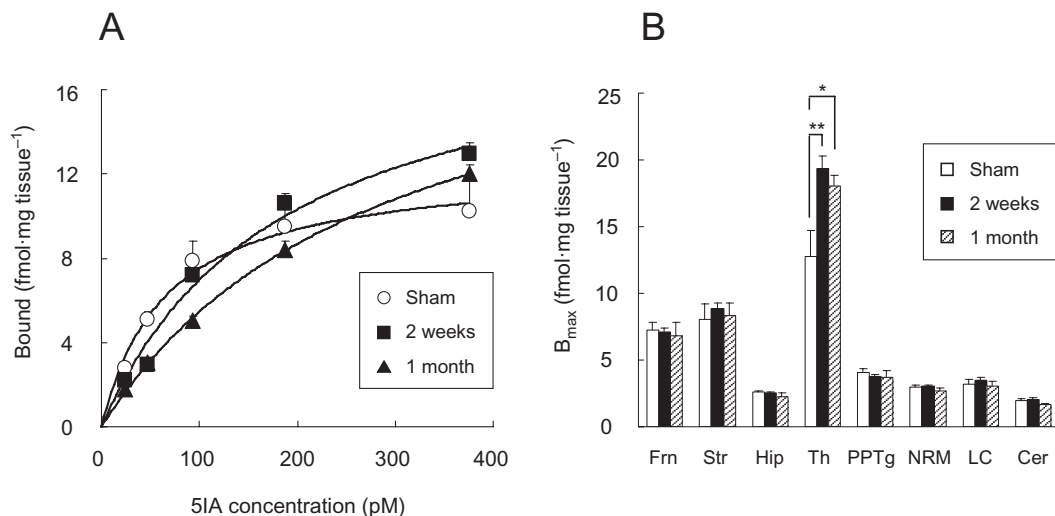 A
Bound (fmol·mg tissue⁻¹)
16
12
8
4
0
0 100 200 300 400
5IA concentration (pM)
Sham
2 weeks
1 month
B
Bmax (fmol·mg tissue⁻¹)
25
20
15
10
5
0
*
**
Frn Str Hip Th PPTg NRM LC Cer
Sham
2 weeks
1 month